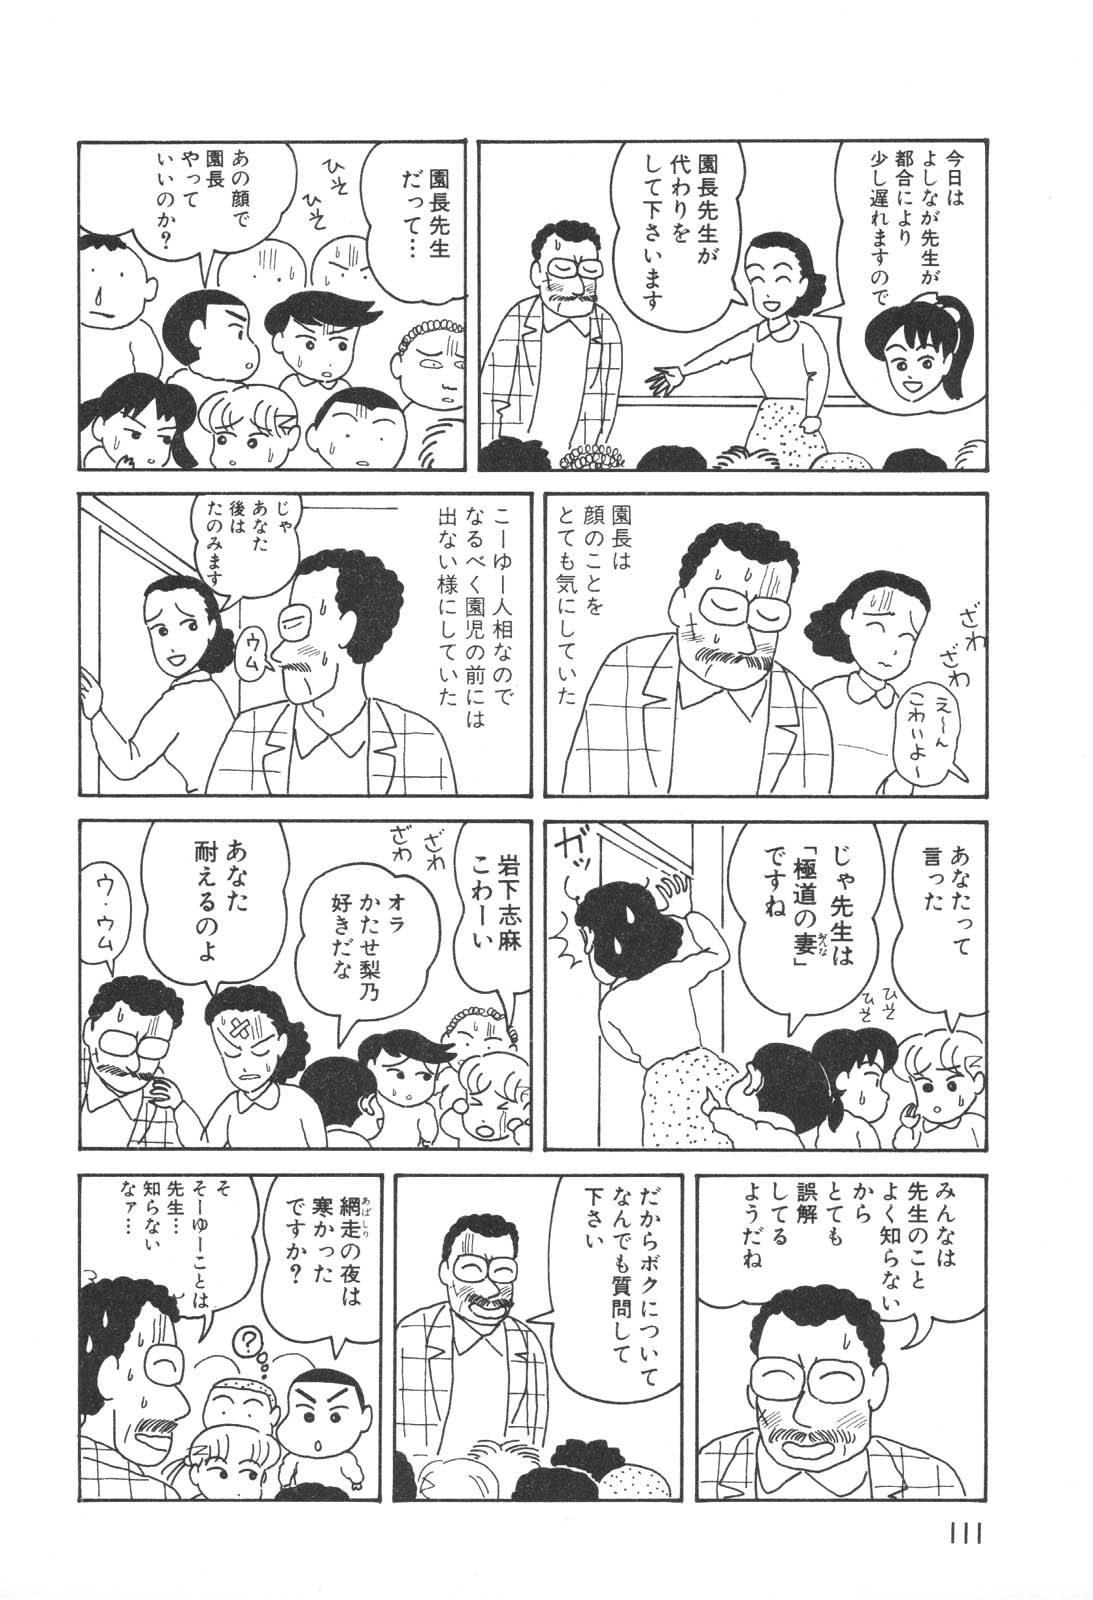 今日は
よしなが先生が
都合により
少し遅れますので
園長先生が
代わりを
して下さいます
園長先生
だって…
ひそ
ひそ
あの顔で
園長
やって
いいのか?
園長は
顔のことを
とても気にしていた
ざわ
ざわ
え〜ん
こわいよ〜
こーゆー人相なので
なるべく園児の前には
出ない様にしていた
じゃ
あなた
後は
たのみます
ウム
あなたって
言った
ひそ
ひそ
じゃ先生は
「極道の妻」
おんな
ですね
ガッ
岩下志麻
こわーい
ざわ
ざわ
オラ
かたせ梨乃
好きだな
あなた
耐えるのよ
ウ・ウム
みんなは
先生のこと
よく知らない
から
とても
誤解
してる
ようだね
だからボクについて
なんでも質問して
下さい
網走の夜は
あばしり
寒かった
ですか?
?
そ
そーゆーことは
先生…
知らない
なァ…
111